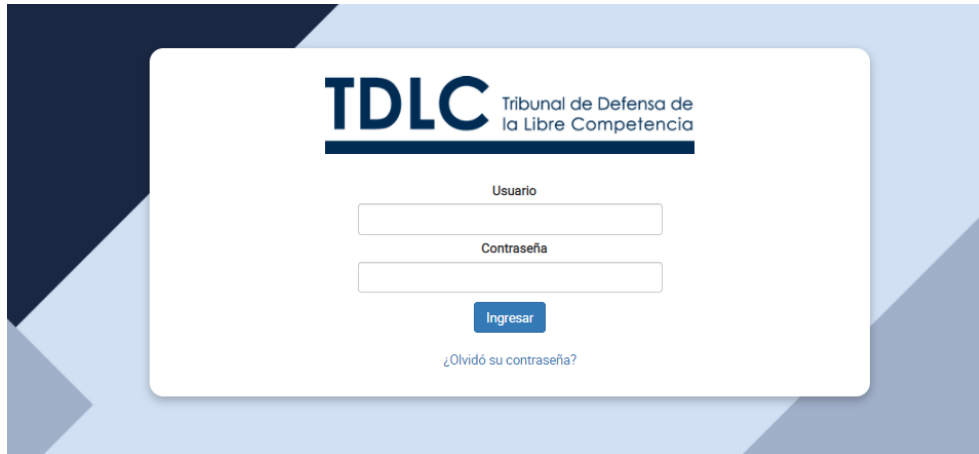 TDLC
Tribunal de Defensa de
la Libre Competencia
Usuario
Contraseña
Ingresar
¿Olvidó su contraseña?